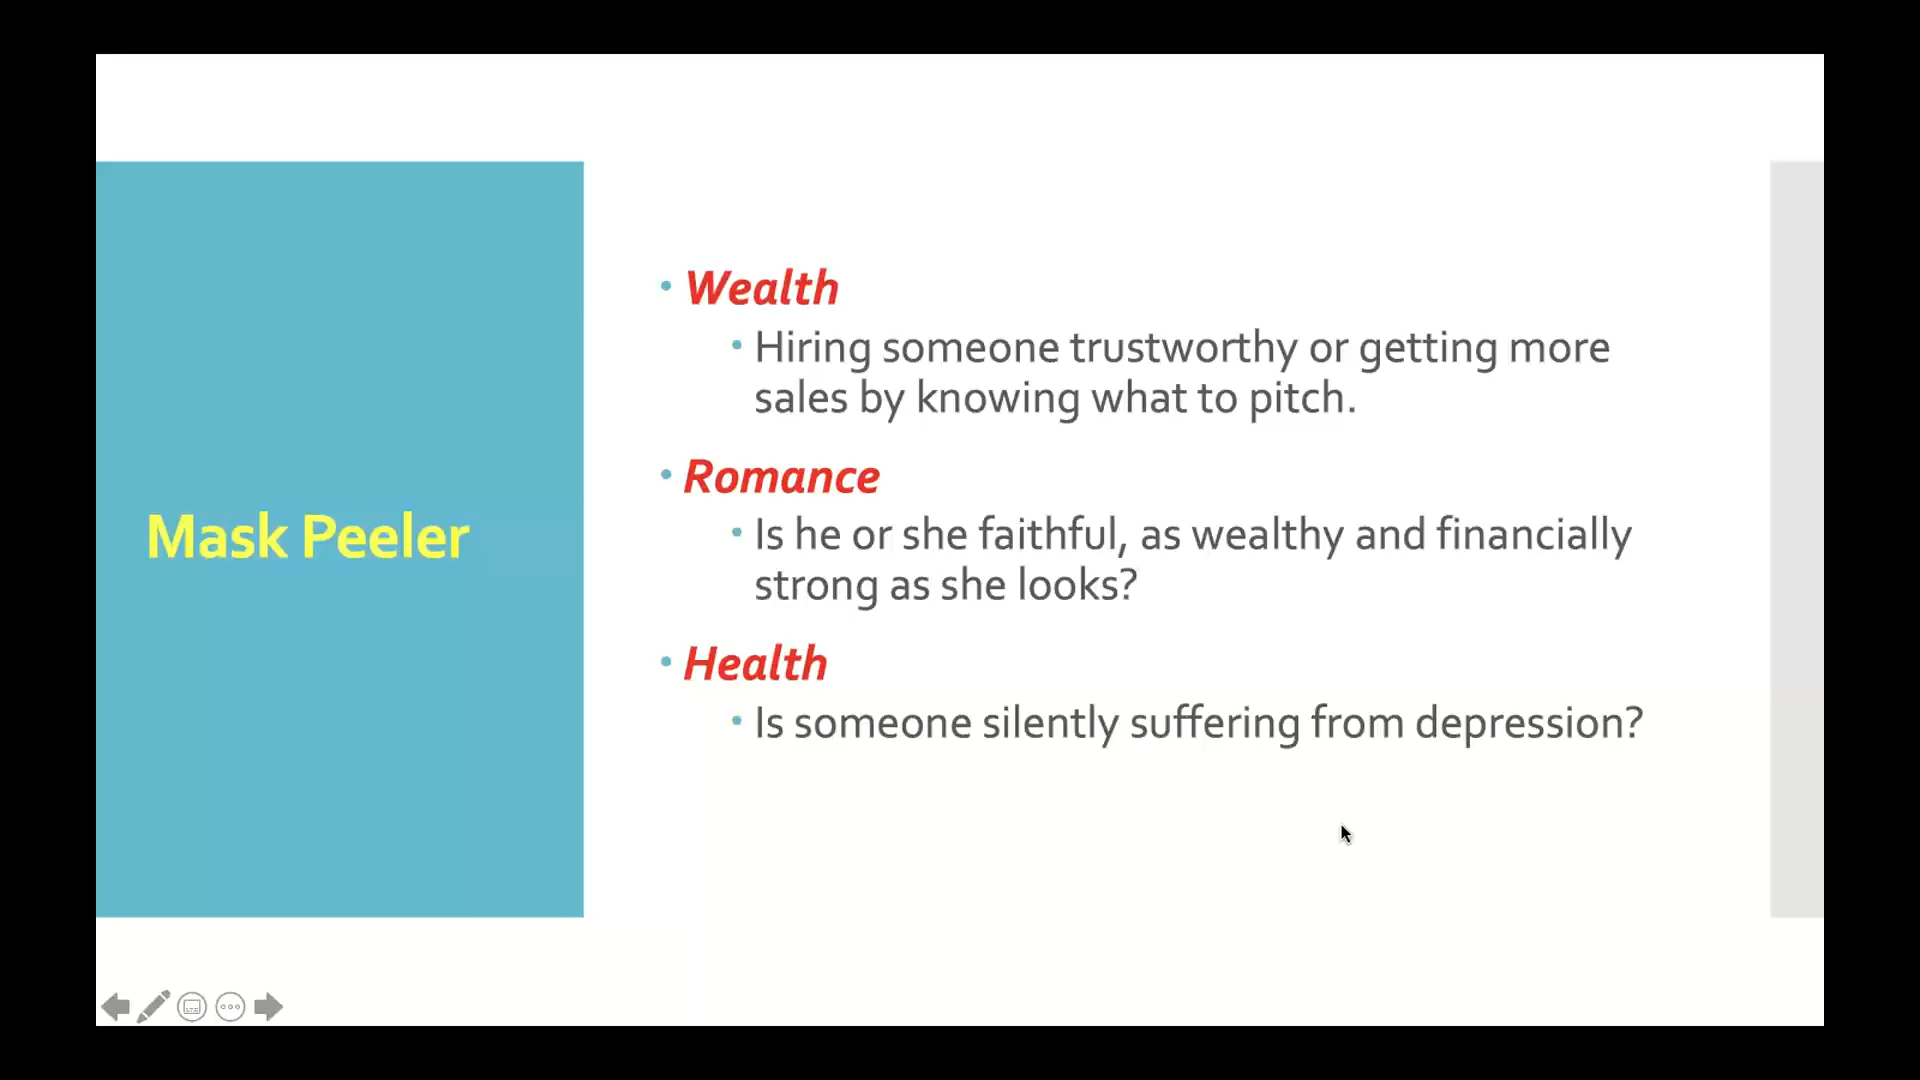 Mask Peeler
• Wealth
• Hiring someone trustworthy or getting more
sales by knowing what to pitch.
• Romance
• Is he or she faithful, as wealthy and financially
strong as she looks?
• Health
• Is someone silently suffering from depression?